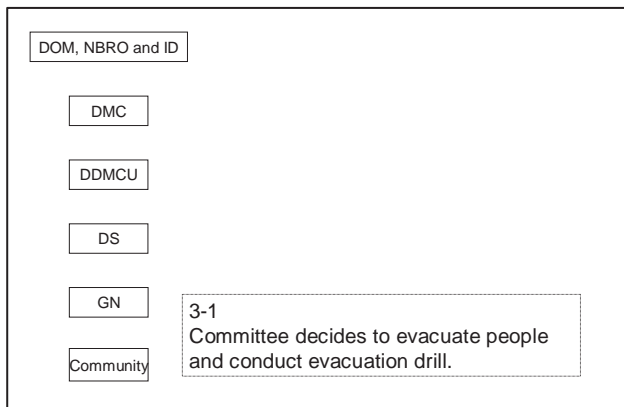 DOM, NBRO and ID
DMC
DDMCU
DS
GN
3-1
Committee decides to evacuate people
and conduct evacuation drill.
Community